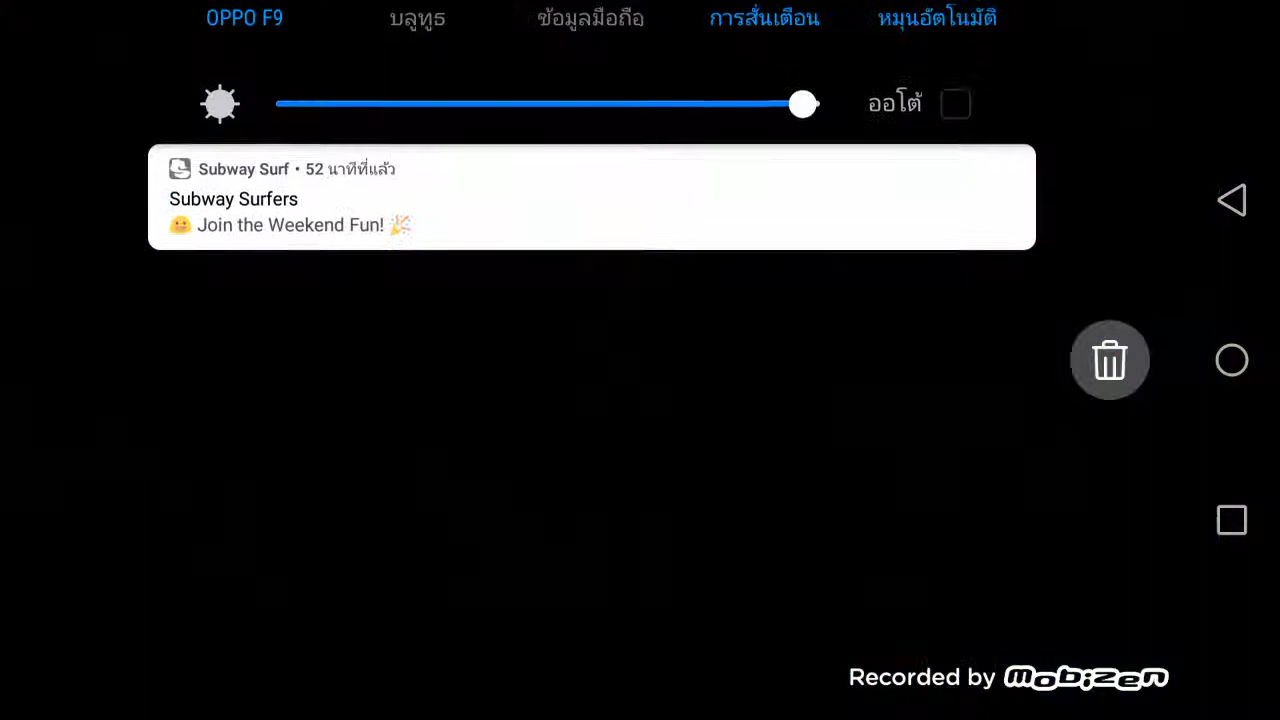 OPPO F9 บลูทูธ ข้อมูลมือถือ การสั่นเตือน หมุนอัตโนมัติ
ออโต้
Subway Surf • 52 นาทีที่แล้ว
Subway Surfers
Join the Weekend Fun!
Recorded by mobizen